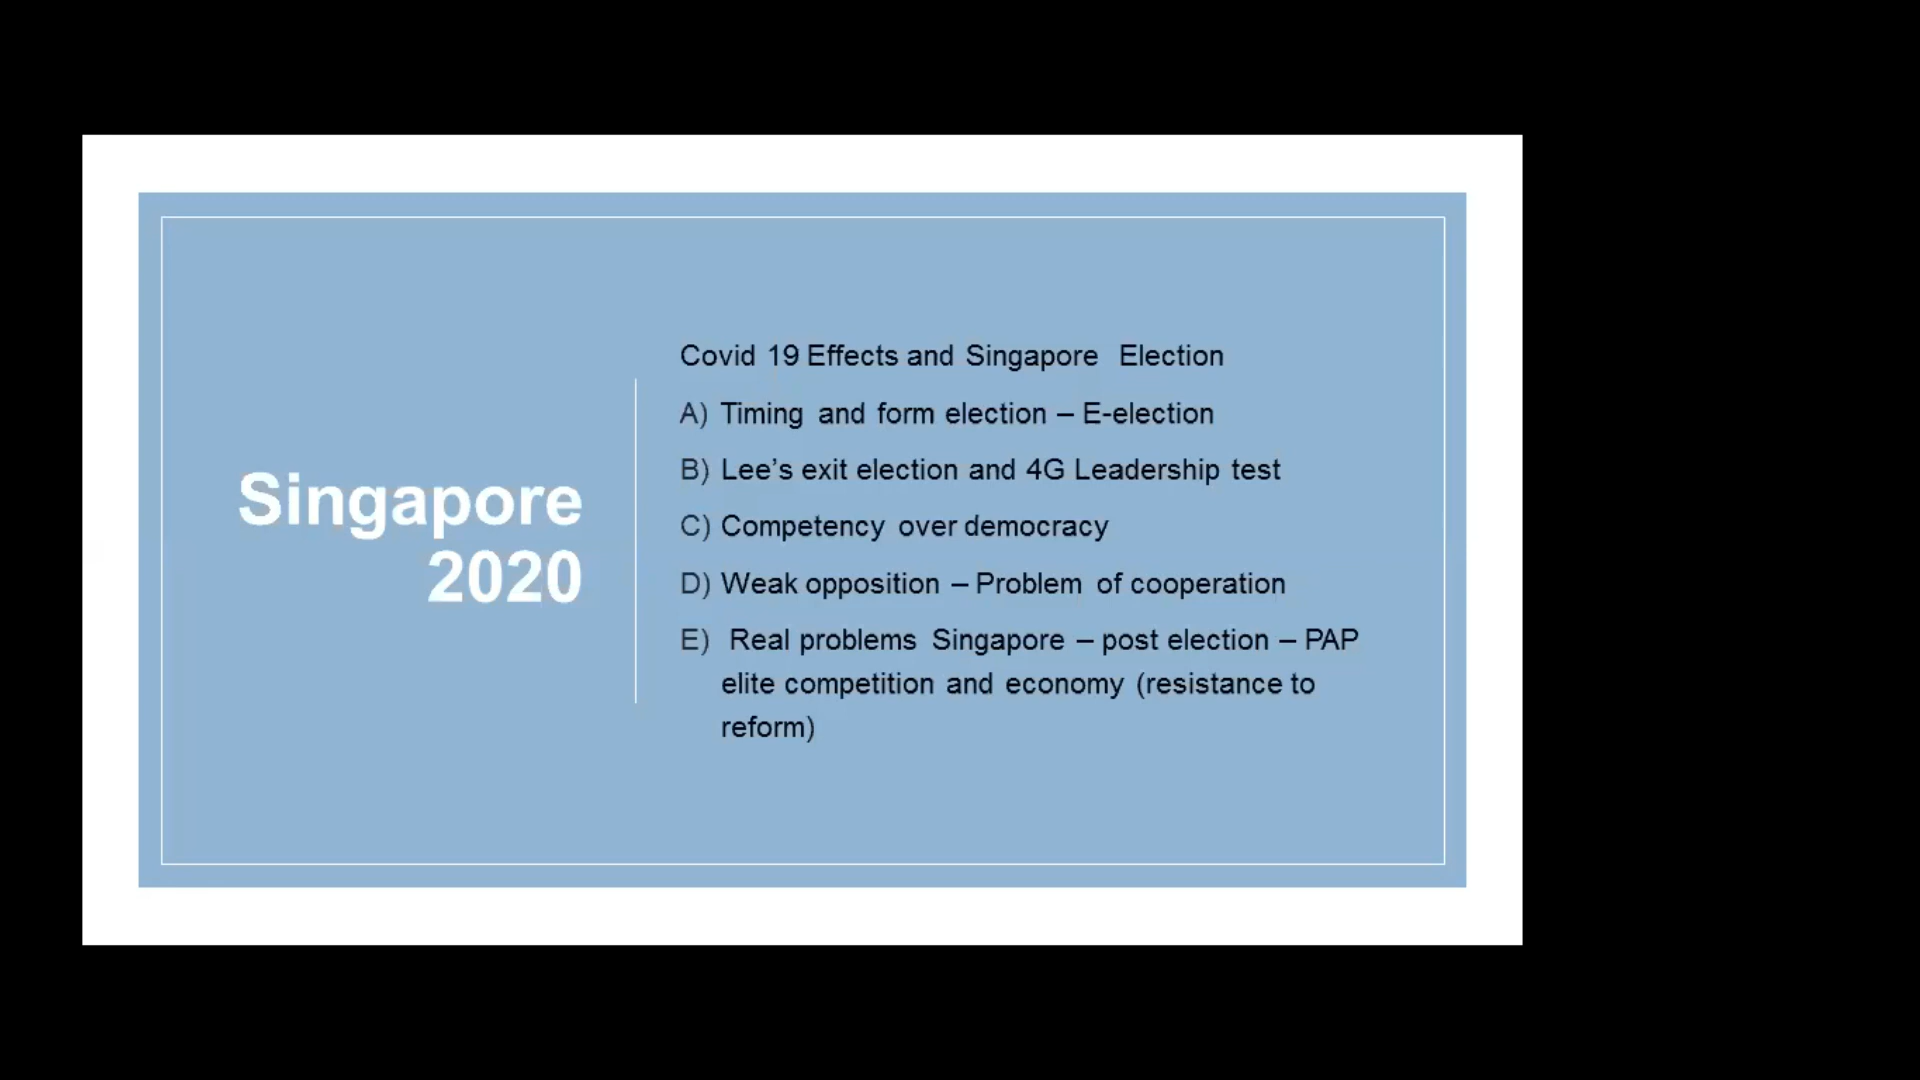 Singapore
2020
Covid 19 Effects and Singapore Election
A) Timing and form election – E-election
B) Lee’s exit election and 4G Leadership test
C) Competency over democracy
D) Weak opposition – Problem of cooperation
E) Real problems Singapore – post election – PAP
elite competition and economy (resistance to
reform)